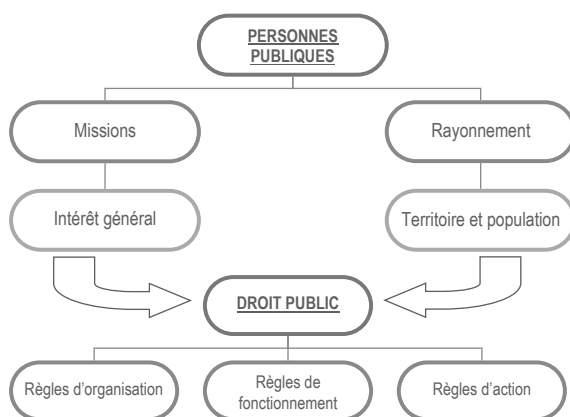 PERSONNES
PUBLIQUES
Missions
Rayonnement
Intérêt général
Territoire et population
DROIT PUBLIC
Règles d'organisation
Règles de
fonctionnement
Règles d'action